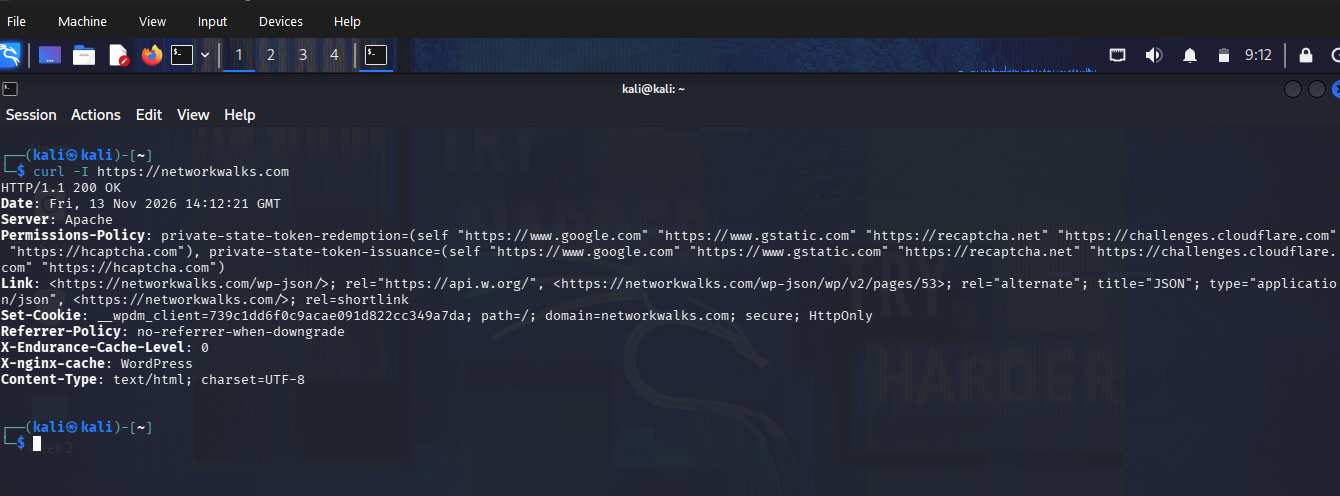 File Machine View Input Devices Help
1 2 3 4 9:12
kali@kali: ~
Session Actions Edit View Help
┌──(kali㉿kali)-[~]
└─$ curl -I https://networkwalks.com
HTTP/1.1 200 OK
Date: Fri, 13 Nov 2026 14:12:21 GMT
Server: Apache
Permissions-Policy: private-state-token-redemption=(self "https://www.google.com" "https://www.gstatic.com" "https://recaptcha.net" "https://challenges.cloudflare.com"
"https://hcaptcha.com"), private-state-token-issuance=(self "https://www.google.com" "https://www.gstatic.com" "https://recaptcha.net" "https://challenges.cloudflare.
com" "https://hcaptcha.com")
Link: <https://networkwalks.com/wp-json/>; rel="https://api.w.org/", <https://networkwalks.com/wp-json/wp/v2/pages/53>; rel="alternate"; title="JSON"; type="applicatio
n/json", <https://networkwalks.com/>; rel=shortlink
Set-Cookie: __wpdm_client=739c1dd6f0c9acae091d822cc349a7da; path=/; domain=networkwalks.com; secure; HttpOnly
Referrer-Policy: no-referrer-when-downgrade
X-Endurance-Cache-Level: 0
X-nginx-cache: WordPress
Content-Type: text/html; charset=UTF-8
┌──(kali㉿kali)-[~]
└─$
TRY
HARDER
TRY
HARDER